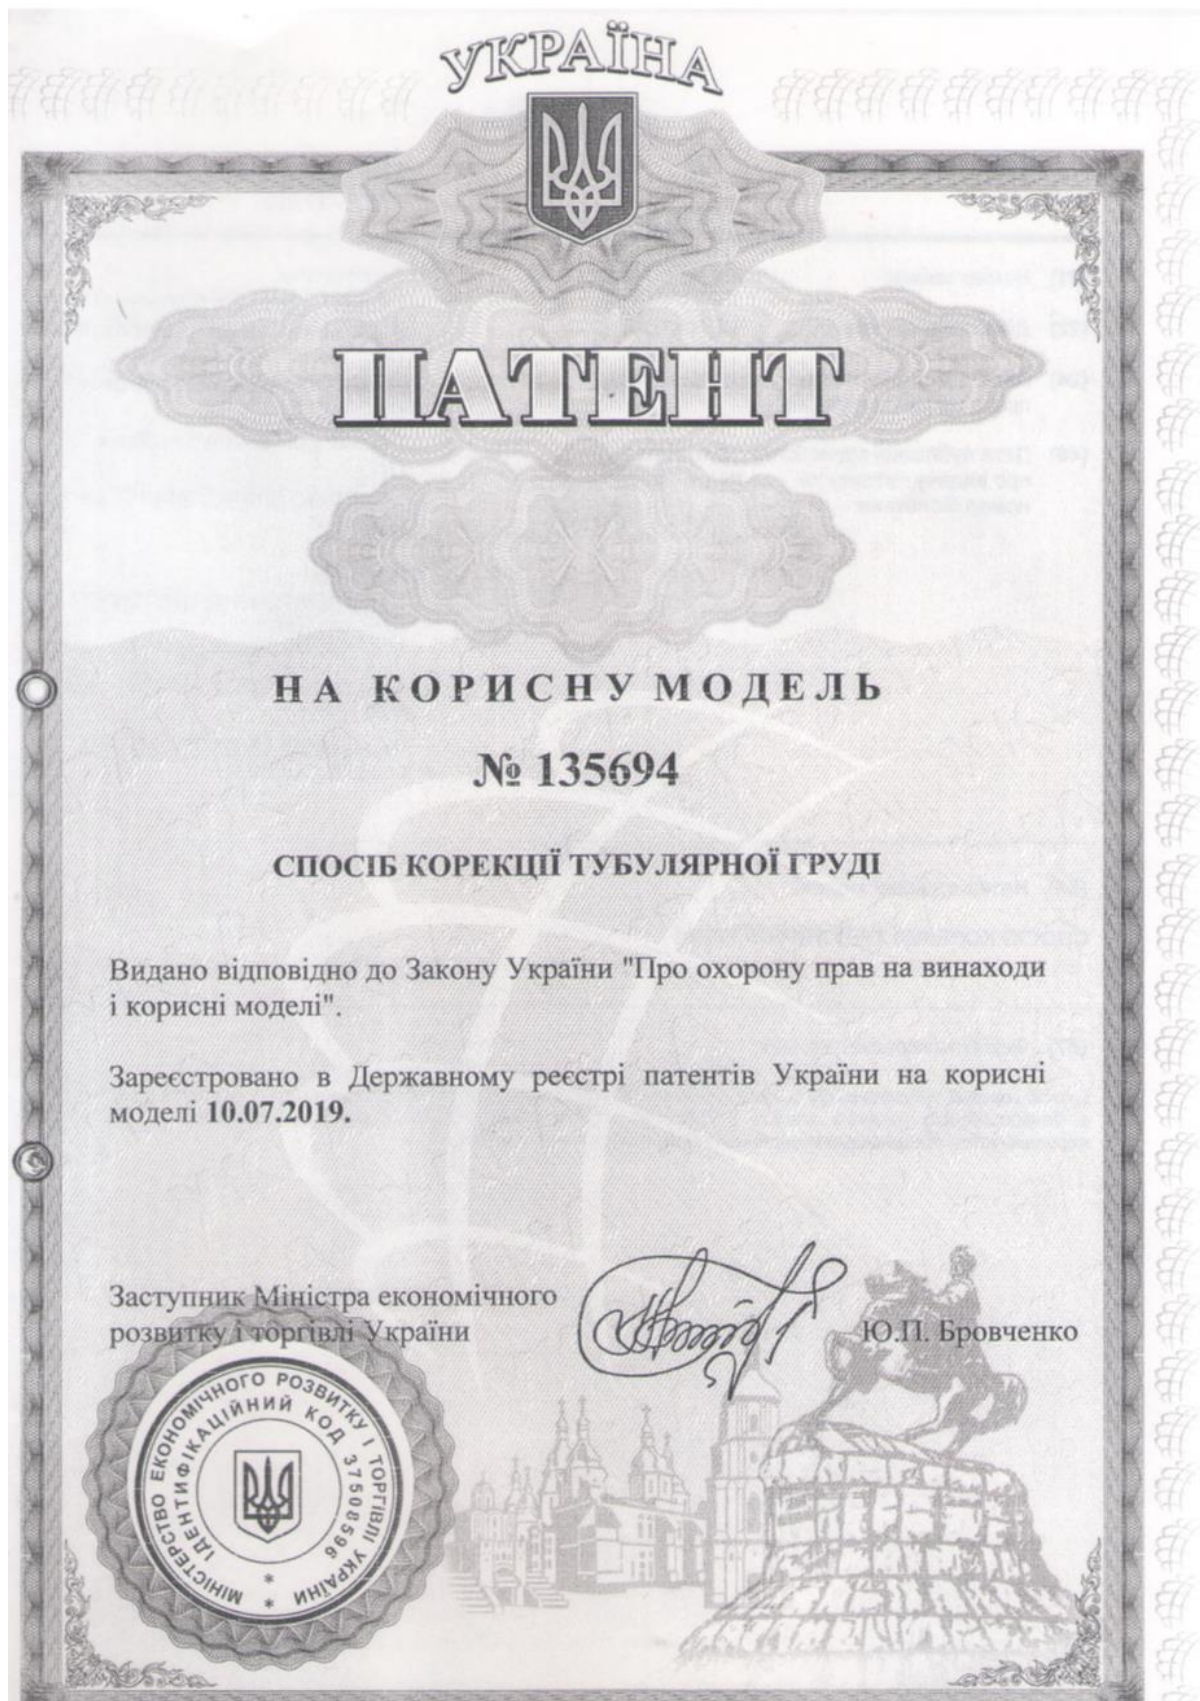 УКРАЇНА
ПАТЕНТ
НА КОРИСНУ МОДЕЛЬ
№ 135694
СПОСІБ КОРЕКЦІЇ ТУБУЛЯРНОЇ ГРУДІ
Видано відповідно до Закону України "Про охорону прав на винаходи
і корисні моделі".
Зареєстровано в Державному реєстрі патентів України на корисні
моделі 10.07.2019.
Заступник Міністра економічного
розвитку і торгівлі України
Ю.П. Бровченко
МІНІСТЕРСТВО ЕКОНОМІЧНОГО РОЗВИТКУ І ТОРГІВЛІ УКРАЇНИ *
ІДЕНТИФІКАЦІЙНИЙ КОД 37508596 *